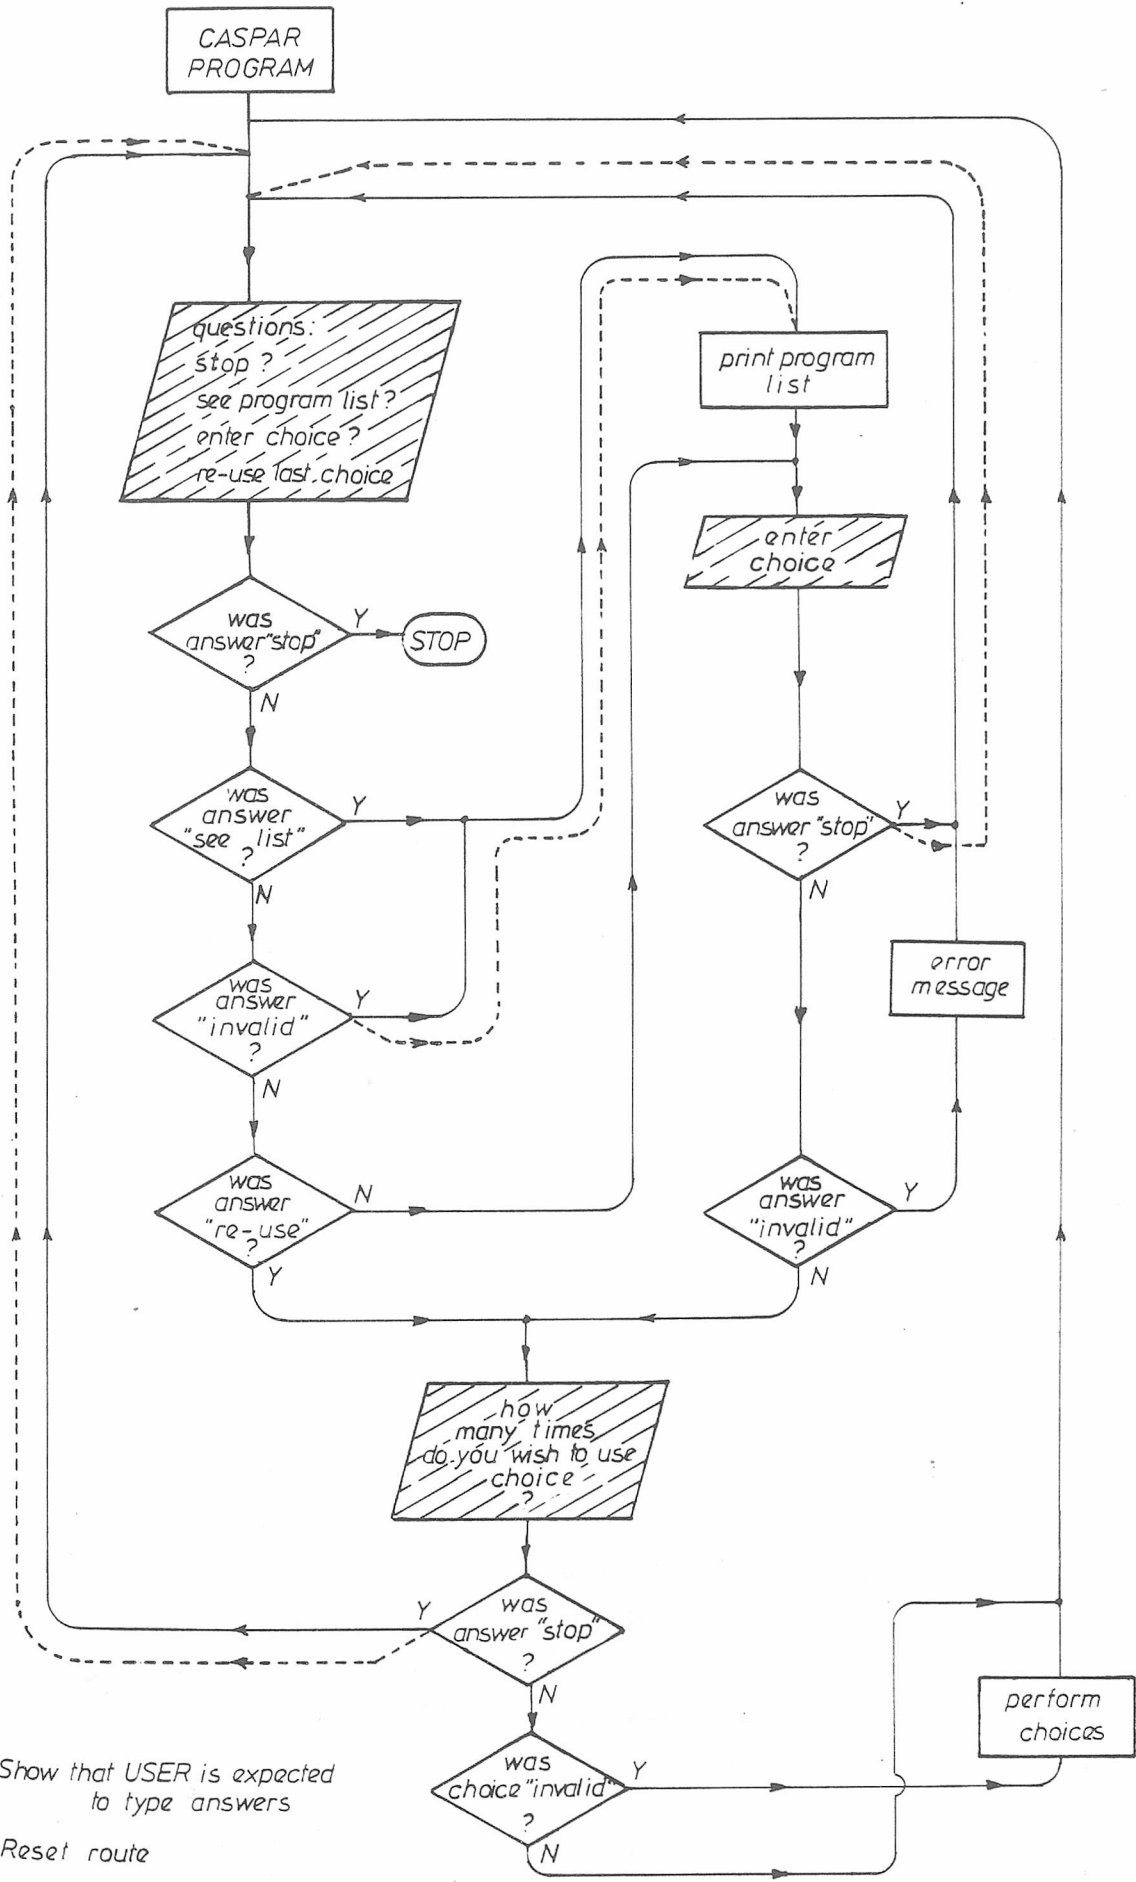 CASPAR
PROGRAM
questions:
stop ?
see program list?
enter choice ?
re-use last choice
was
answer "stop"
?
Y
STOP
N
was
answer
"see list"
?
Y
N
was
answer
"invalid"
?
Y
N
was
answer
"re-use"
?
N
Y
print program
list
enter
choice
was
answer "stop"
?
Y
N
error
message
was
answer
"invalid"
?
Y
N
how
many times
do you wish to use
choice
?
was
answer "stop"
?
Y
N
was
choice "invalid"
?
Y
N
perform
choices
Show that USER is expected
to type answers
Reset route